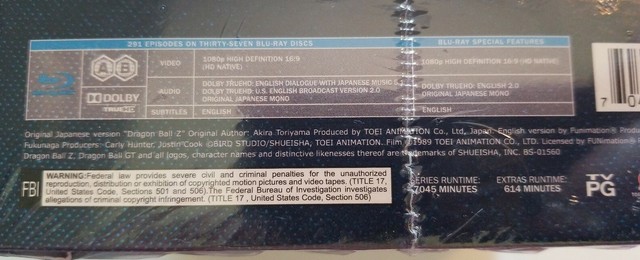 291 EPISODES ON THIRTY-SEVEN BLU-RAY DISCS
BLU-RAY SPECIAL FEATURES
A B
VIDEO
1080p HIGH DEFINITION 16:9
(HD NATIVE)
1080p HIGH DEFINITION 16:9 (HD NATIVE)
DOLBY
TRUEHD
AUDIO
DOLBY TRUEHD: ENGLISH DIALOGUE WITH JAPANESE MUSIC 5.1
DOLBY TRUEHD: U.S. ENGLISH BROADCAST VERSION 2.0
ORIGINAL JAPANESE MONO
DOLBY TRUEHD: ENGLISH 2.0
ORIGINAL JAPANESE MONO
SUBTITLES
ENGLISH
ENGLISH
7 0
Original Japanese version "Dragon Ball Z" Original Author: Akira Toriyama Produced by TOEI ANIMATION Co., Ltd, Japan. English version by Funimation® Prod
Fukunaga Producers Carly Hunter, Justin Cook ©BIRD STUDIO/SHUEISHA, TOEI ANIMATION. Film ©1989 TOEI ANIMATION CO., LTD. Licensed by FUNimation
Dragon Ball Z, Dragon Ball GT and all logos, character names and distinctive likenesses thereof are trademarks of SHUEISHA, INC. BS-01560
FBI
WARNING:Federal law provides severe civil and criminal penalties for the unauthorized
reproduction, distribution or exhibition of copyrighted motion pictures and video tapes. (TITLE 17,
United States Code, Sections 501 and 506).The Federal Bureau of Investigation investigates
allegations of criminal copyright infringement. (TITLE 17 , United States Code, Section 506)
SERIES RUNTIME:
7045 MINUTES
EXTRAS RUNTIME:
614 MINUTES
TV
PG